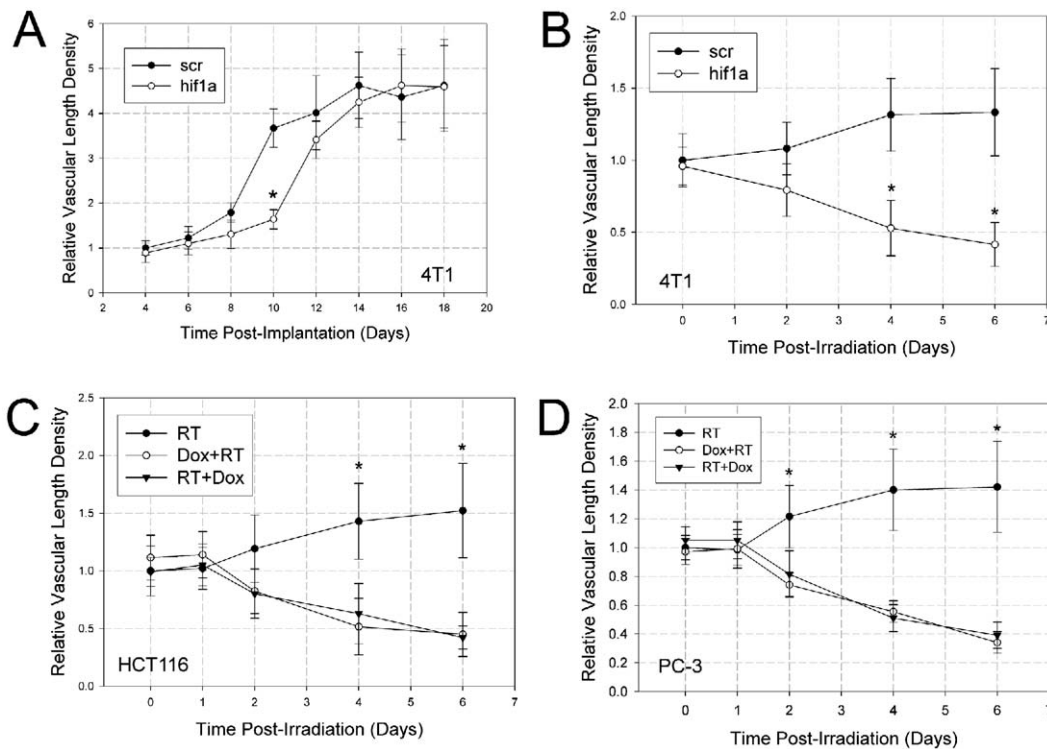 A
Relative Vascular Length Density
6
5
4
3
2
1
0
scr
hif1a
*
4T1
2 4 6 8 10 12 14 16 18 20
Time Post-Implantation (Days)
B
Relative Vascular Length Density
2.0
1.5
1.0
0.5
0.0
scr
hif1a
* *
4T1
0 1 2 3 4 5 6 7
Time Post-Irradiation (Days)
C
Relative Vascular Length Density
2.5
2.0
1.5
1.0
0.5
0.0
RT
Dox+RT
RT+Dox
* *
HCT116
0 1 2 3 4 5 6 7
Time Post-Irradiation (Days)
D
Relative Vascular Length Density
2.0
1.8
1.6
1.4
1.2
1.0
0.8
0.6
0.4
0.2
0.0
RT
Dox+RT
RT+Dox
* * *
PC-3
0 1 2 3 4 5 6 7
Time Post-Irradiation (Days)